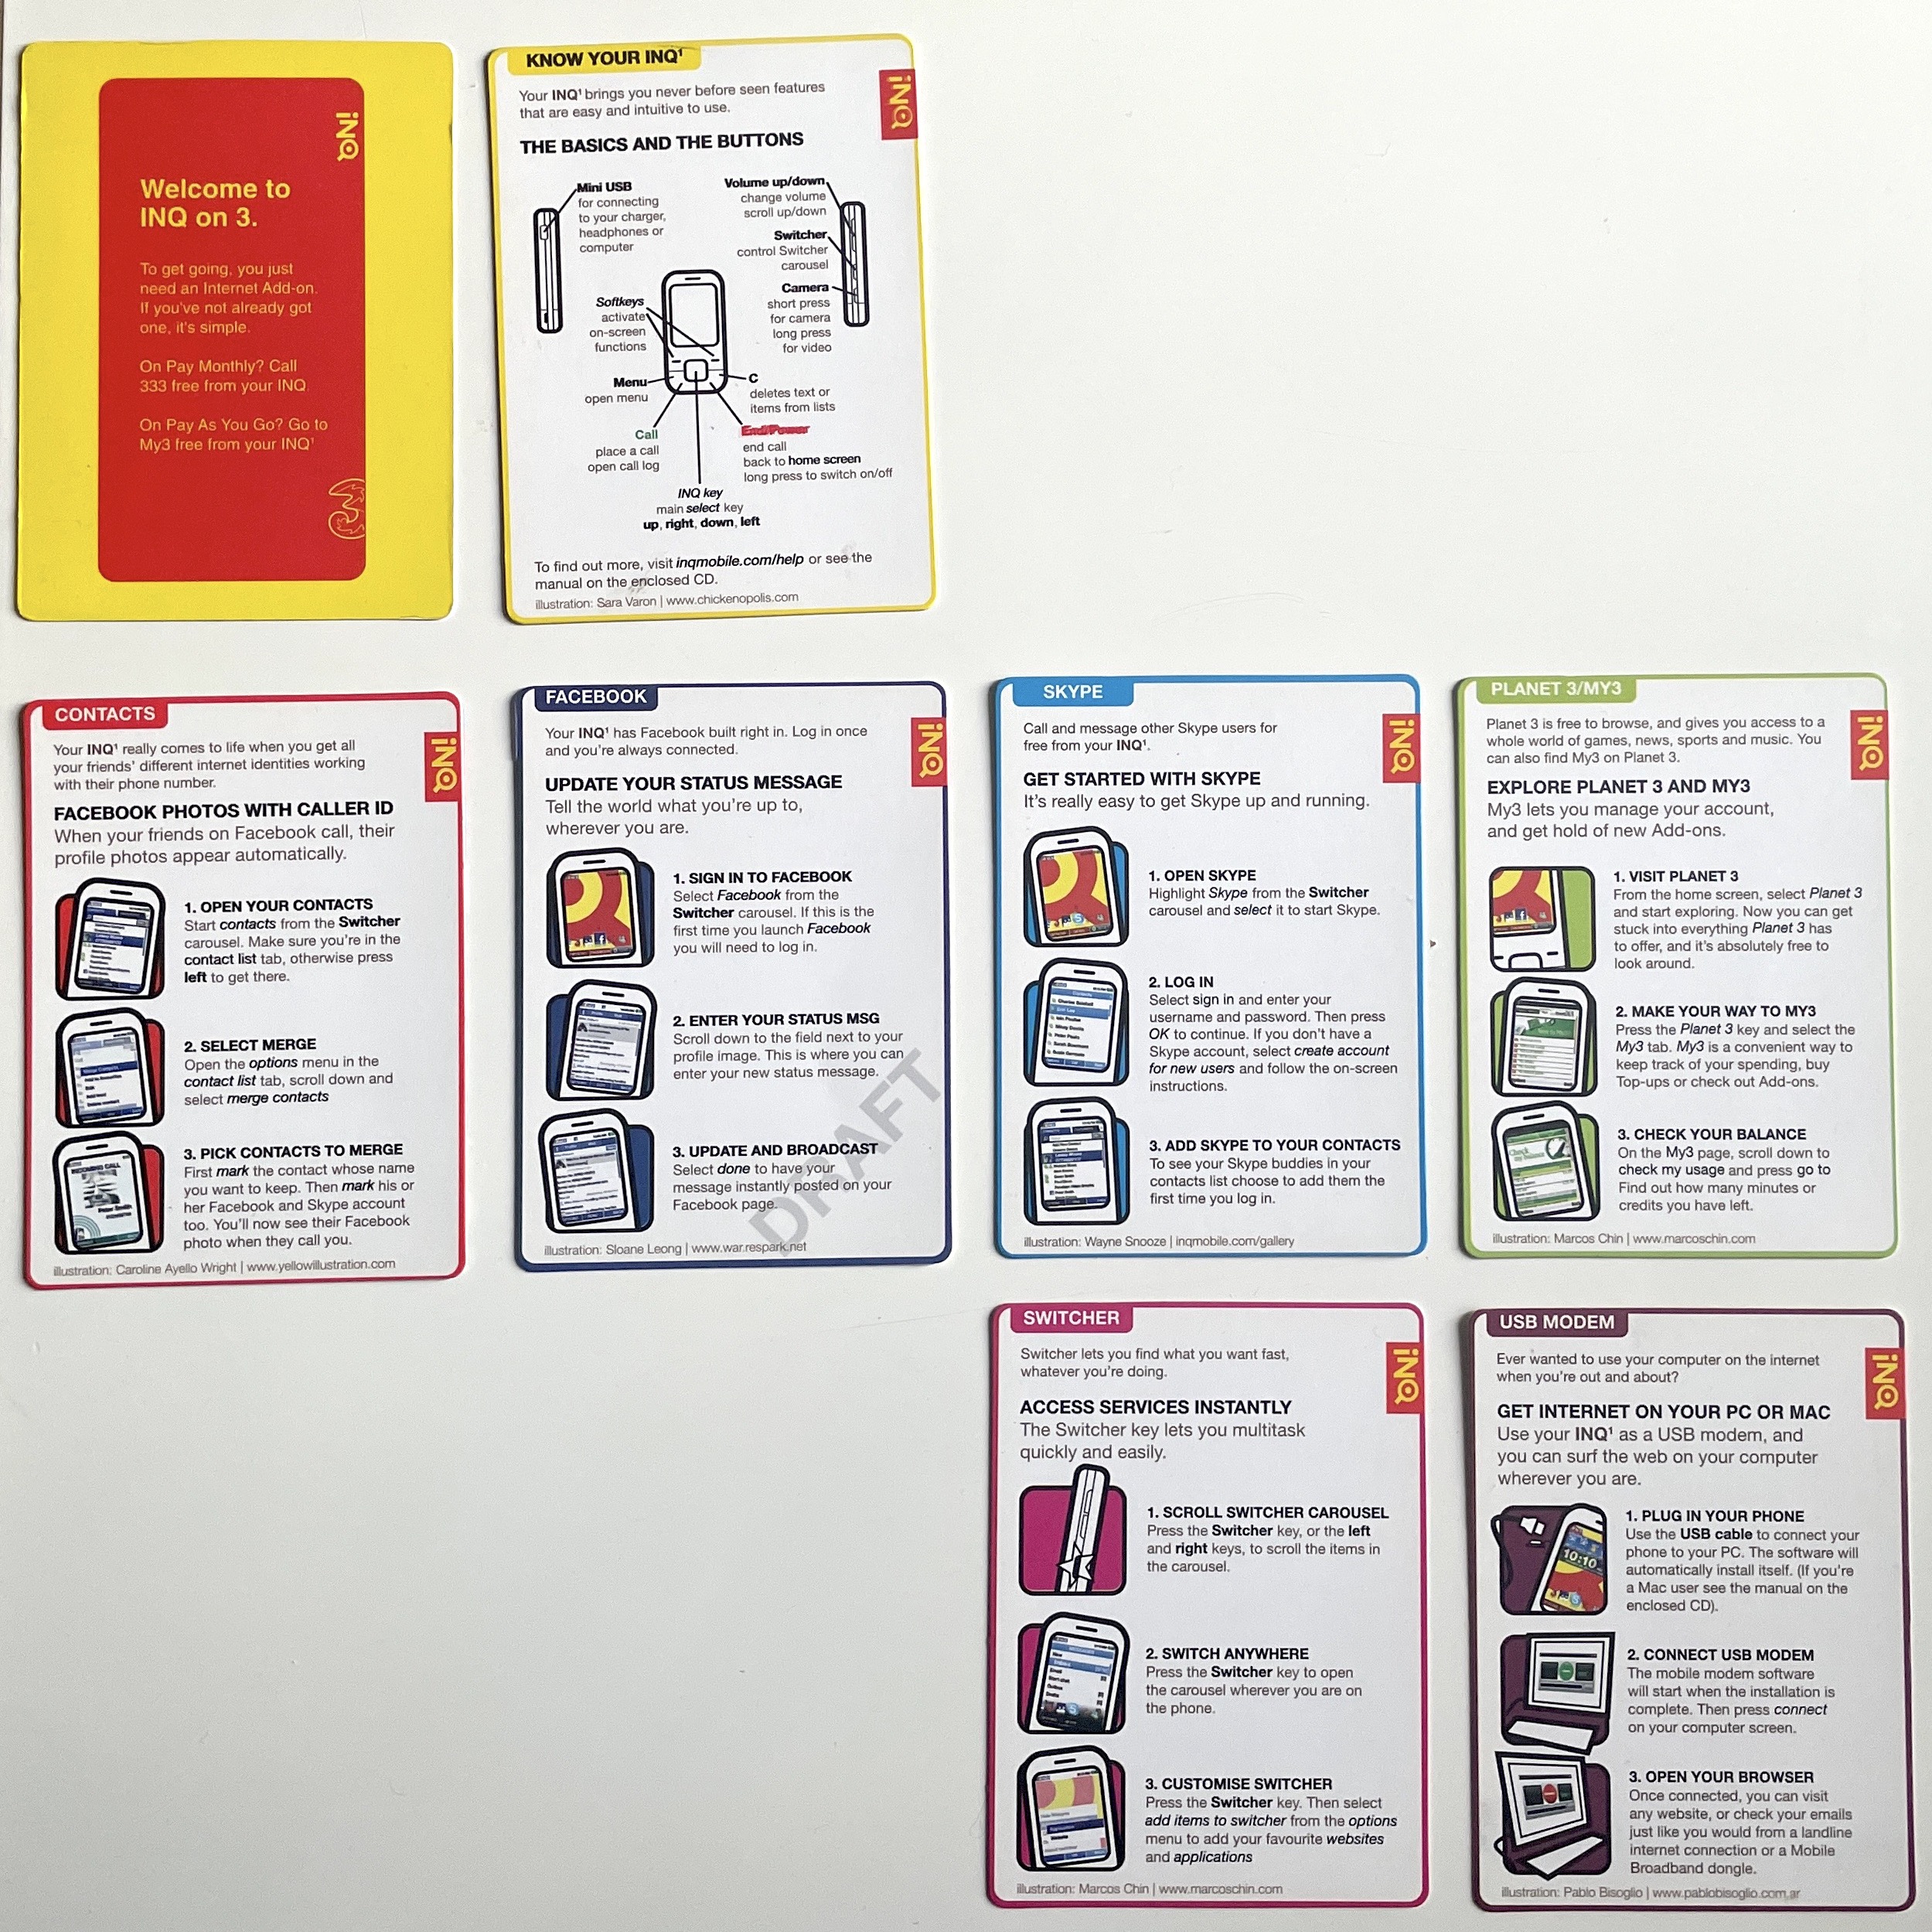 iNQ
Welcome to
INQ on 3.
To get going, you just
need an Internet Add-on.
If you've not already got
one, it's simple.
On Pay Monthly? Call
333 free from your INQ
On Pay As You Go? Go to
My3 free from your INQ¹
3
KNOW YOUR INQ¹
iNQ
Your INQ¹ brings you never before seen features
that are easy and intuitive to use.
THE BASICS AND THE BUTTONS
Mini USB
for connecting
to your charger,
headphones or
computer
Volume up/down
change volume
scroll up/down
Switcher
control Switcher
carousel
Camera
short press
for camera
long press
for video
Softkeys
activate
on-screen
functions
Menu
open menu
C
deletes text or
items from lists
Call
place a call
open call log
End/Power
end call
back to home screen
long press to switch on/off
INQ key
main select key
up, right, down, left
To find out more, visit inqmobile.com/help or see the
manual on the enclosed CD.
illustration: Sara Varon | www.chickenopolis.com
CONTACTS
iNQ
Your INQ¹ really comes to life when you get all
your friends' different internet identities working
with their phone number.
FACEBOOK PHOTOS WITH CALLER ID
When your friends on Facebook call, their
profile photos appear automatically.
1. OPEN YOUR CONTACTS
Start contacts from the Switcher
carousel. Make sure you're in the
contact list tab, otherwise press
left to get there.
2. SELECT MERGE
Open the options menu in the
contact list tab, scroll down and
select merge contacts
3. PICK CONTACTS TO MERGE
First mark the contact whose name
you want to keep. Then mark his or
her Facebook and Skype account
too. You'll now see their Facebook
photo when they call you.
INCOMING CALL
Peter Smith
illustration: Caroline Ayello Wright | www.yellowillustration.com
FACEBOOK
iNQ
Your INQ¹ has Facebook built right in. Log in once
and you're always connected.
UPDATE YOUR STATUS MESSAGE
Tell the world what you're up to,
wherever you are.
1. SIGN IN TO FACEBOOK
Select Facebook from the
Switcher carousel. If this is the
first time you launch Facebook
you will need to log in.
2. ENTER YOUR STATUS MSG
Scroll down to the field next to your
profile image. This is where you can
enter your new status message.
3. UPDATE AND BROADCAST
Select done to have your
message instantly posted on your
Facebook page.
DRAFT
illustration: Sloane Leong | www.war.respark.net
SKYPE
iNQ
Call and message other Skype users for
free from your INQ¹.
GET STARTED WITH SKYPE
It's really easy to get Skype up and running.
1. OPEN SKYPE
Highlight Skype from the Switcher
carousel and select it to start Skype.
2. LOG IN
Select sign in and enter your
username and password. Then press
OK to continue. If you don't have a
Skype account, select create account
for new users and follow the on-screen
instructions.
3. ADD SKYPE TO YOUR CONTACTS
To see your Skype buddies in your
contacts list choose to add them the
first time you log in.
illustration: Wayne Snooze | inqmobile.com/gallery
PLANET 3/MY3
iNQ
Planet 3 is free to browse, and gives you access to a
whole world of games, news, sports and music. You
can also find My3 on Planet 3.
EXPLORE PLANET 3 AND MY3
My3 lets you manage your account,
and get hold of new Add-ons.
1. VISIT PLANET 3
From the home screen, select Planet 3
and start exploring. Now you can get
stuck into everything Planet 3 has
to offer, and it's absolutely free to
look around.
2. MAKE YOUR WAY TO MY3
Press the Planet 3 key and select the
My3 tab. My3 is a convenient way to
keep track of your spending, buy
Top-ups or check out Add-ons.
3. CHECK YOUR BALANCE
On the My3 page, scroll down to
check my usage and press go to
Find out how many minutes or
credits you have left.
illustration: Marcos Chin | www.marcoschin.com
SWITCHER
iNQ
Switcher lets you find what you want fast,
whatever you're doing.
ACCESS SERVICES INSTANTLY
The Switcher key lets you multitask
quickly and easily.
1. SCROLL SWITCHER CAROUSEL
Press the Switcher key, or the left
and right keys, to scroll the items in
the carousel.
2. SWITCH ANYWHERE
Press the Switcher key to open
the carousel wherever you are on
the phone.
3. CUSTOMISE SWITCHER
Press the Switcher key. Then select
add items to switcher from the options
menu to add your favourite websites
and applications
illustration: Marcos Chin | www.marcoschin.com
USB MODEM
iNQ
Ever wanted to use your computer on the internet
when you're out and about?
GET INTERNET ON YOUR PC OR MAC
Use your INQ¹ as a USB modem, and
you can surf the web on your computer
wherever you are.
10:10
1. PLUG IN YOUR PHONE
Use the USB cable to connect your
phone to your PC. The software will
automatically install itself. (If you're
a Mac user see the manual on the
enclosed CD).
2. CONNECT USB MODEM
The mobile modem software
will start when the installation is
complete. Then press connect
on your computer screen.
3. OPEN YOUR BROWSER
Once connected, you can visit
any website, or check your emails
just like you would from a landline
internet connection or a Mobile
Broadband dongle.
illustration: Pablo Bisoglio | www.pablobisoglio.com.ar